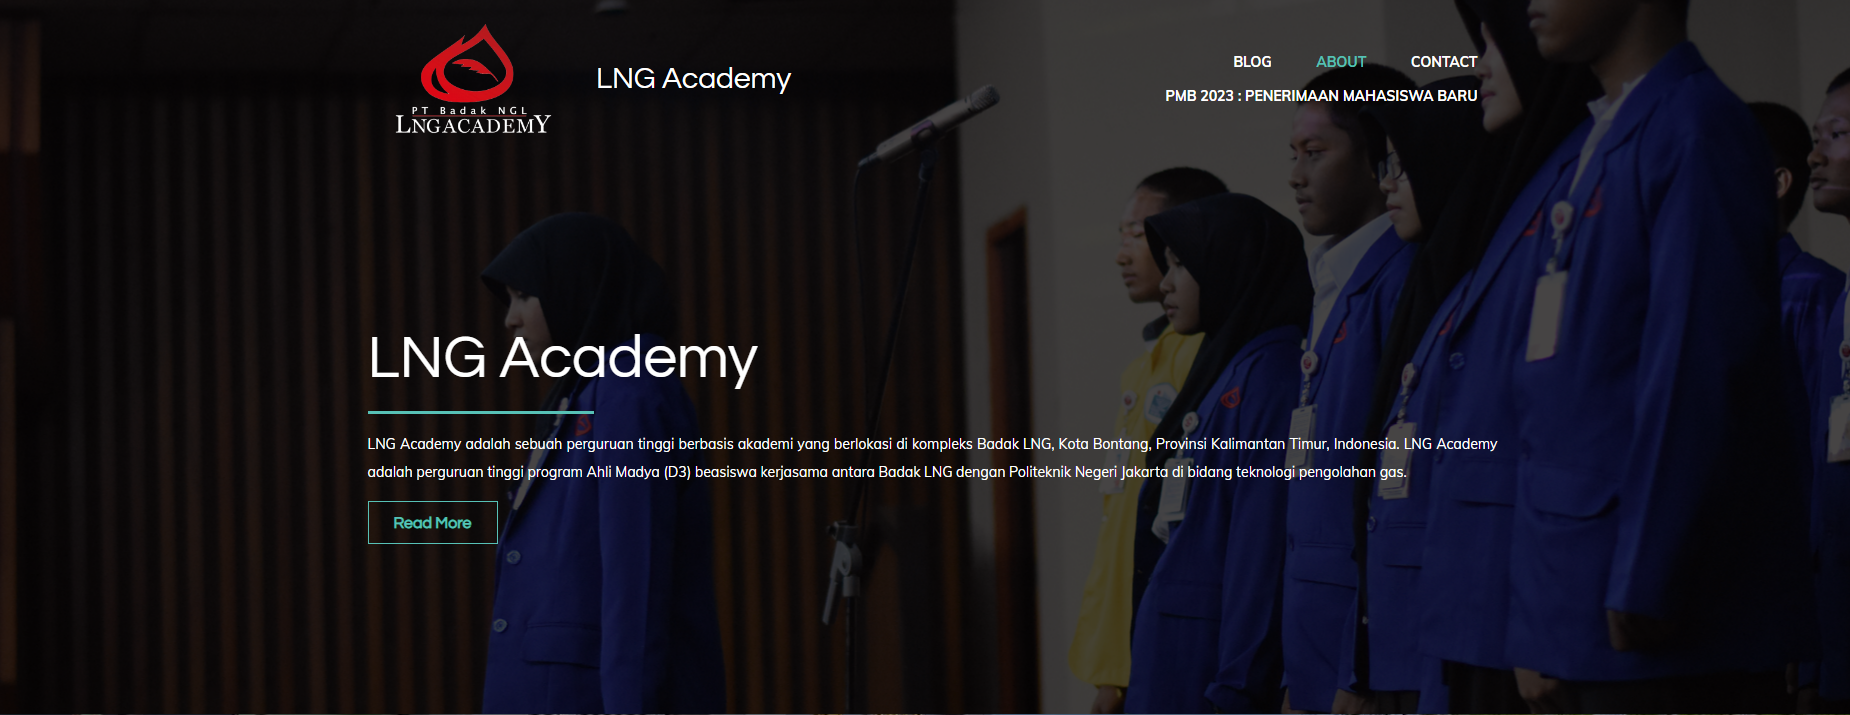 PT Badak NGL
LNGACADEMY
LNG Academy
BLOG ABOUT CONTACT
PMB 2023 : PENERIMAAN MAHASISWA BARU
LNG Academy
LNG Academy adalah sebuah perguruan tinggi berbasis akademi yang berlokasi di kompleks Badak LNG, Kota Bontang, Provinsi Kalimantan Timur, Indonesia. LNG Academy
adalah perguruan tinggi program Ahli Madya (D3) beasiswa kerjasama antara Badak LNG dengan Politeknik Negeri Jakarta di bidang teknologi pengolahan gas.
Read More